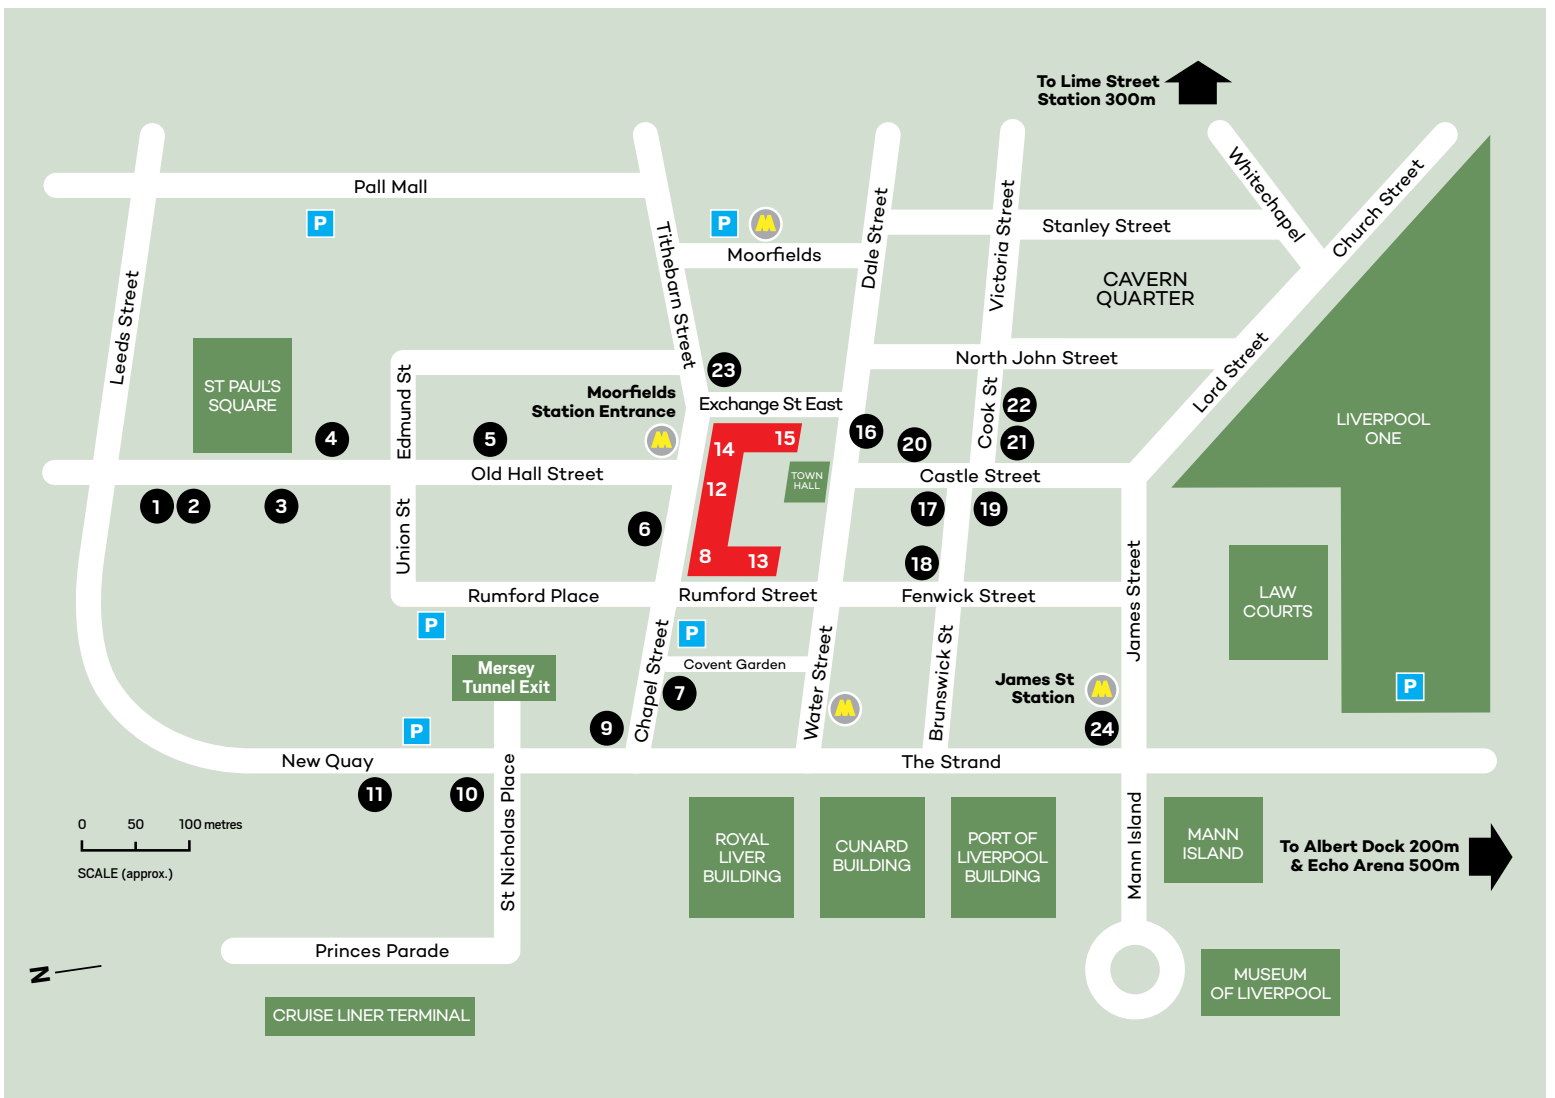 To Lime Street
Station 300m
Pall Mall
P
P
Leeds Street
Tithebarn Street
Moorfields
Dale Street
Victoria Street
Stanley Street
Whitechapel
Church Street
CAVERN
QUARTER
ST PAUL'S
SQUARE
Edmund St
Moorfields
Station Entrance
23
Exchange St East
North John Street
Cook St
Lord Street
LIVERPOOL
ONE
4
5
14
15
16
20
22
21
Old Hall Street
12
TOWN
HALL
Castle Street
1
2
3
Union St
6
17
19
8
13
18
Rumford Place
Rumford Street
Fenwick Street
James Street
LAW
COURTS
P
P
Chapel Street
Covent Garden
Water Street
Brunswick St
Mersey
Tunnel Exit
7
James St
Station
P
P
9
24
New Quay
The Strand
11
10
St Nicholas Place
0 50 100 metres
SCALE (approx.)
ROYAL
LIVER
BUILDING
CUNARD
BUILDING
PORT OF
LIVERPOOL
BUILDING
Mann Island
MANN
ISLAND
To Albert Dock 200m
& Echo Arena 500m
Princes Parade
N
CRUISE LINER TERMINAL
MUSEUM
OF LIVERPOOL